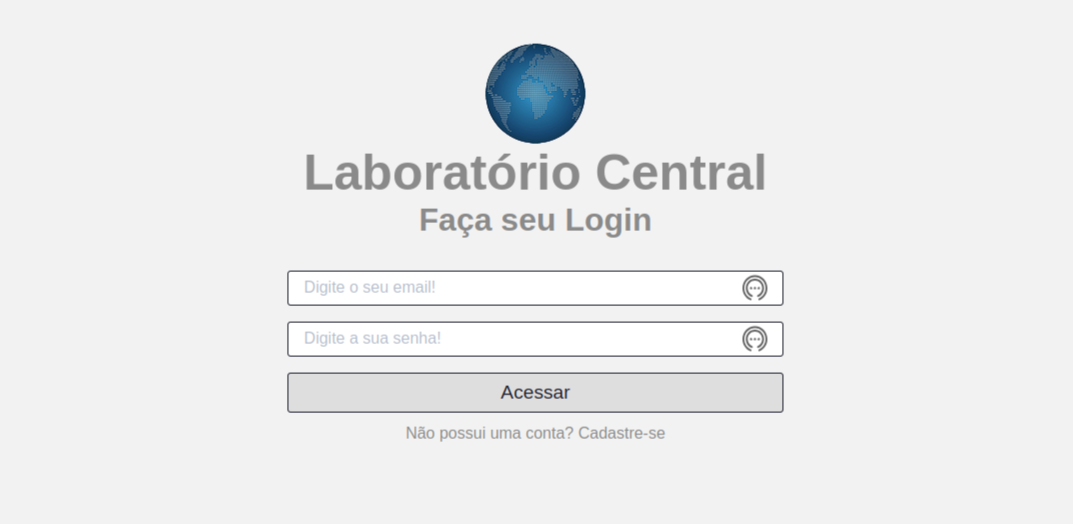 Laboratório Central
Faça seu Login
Digite o seu email!
Digite a sua senha!
Acessar
Não possui uma conta? Cadastre-se